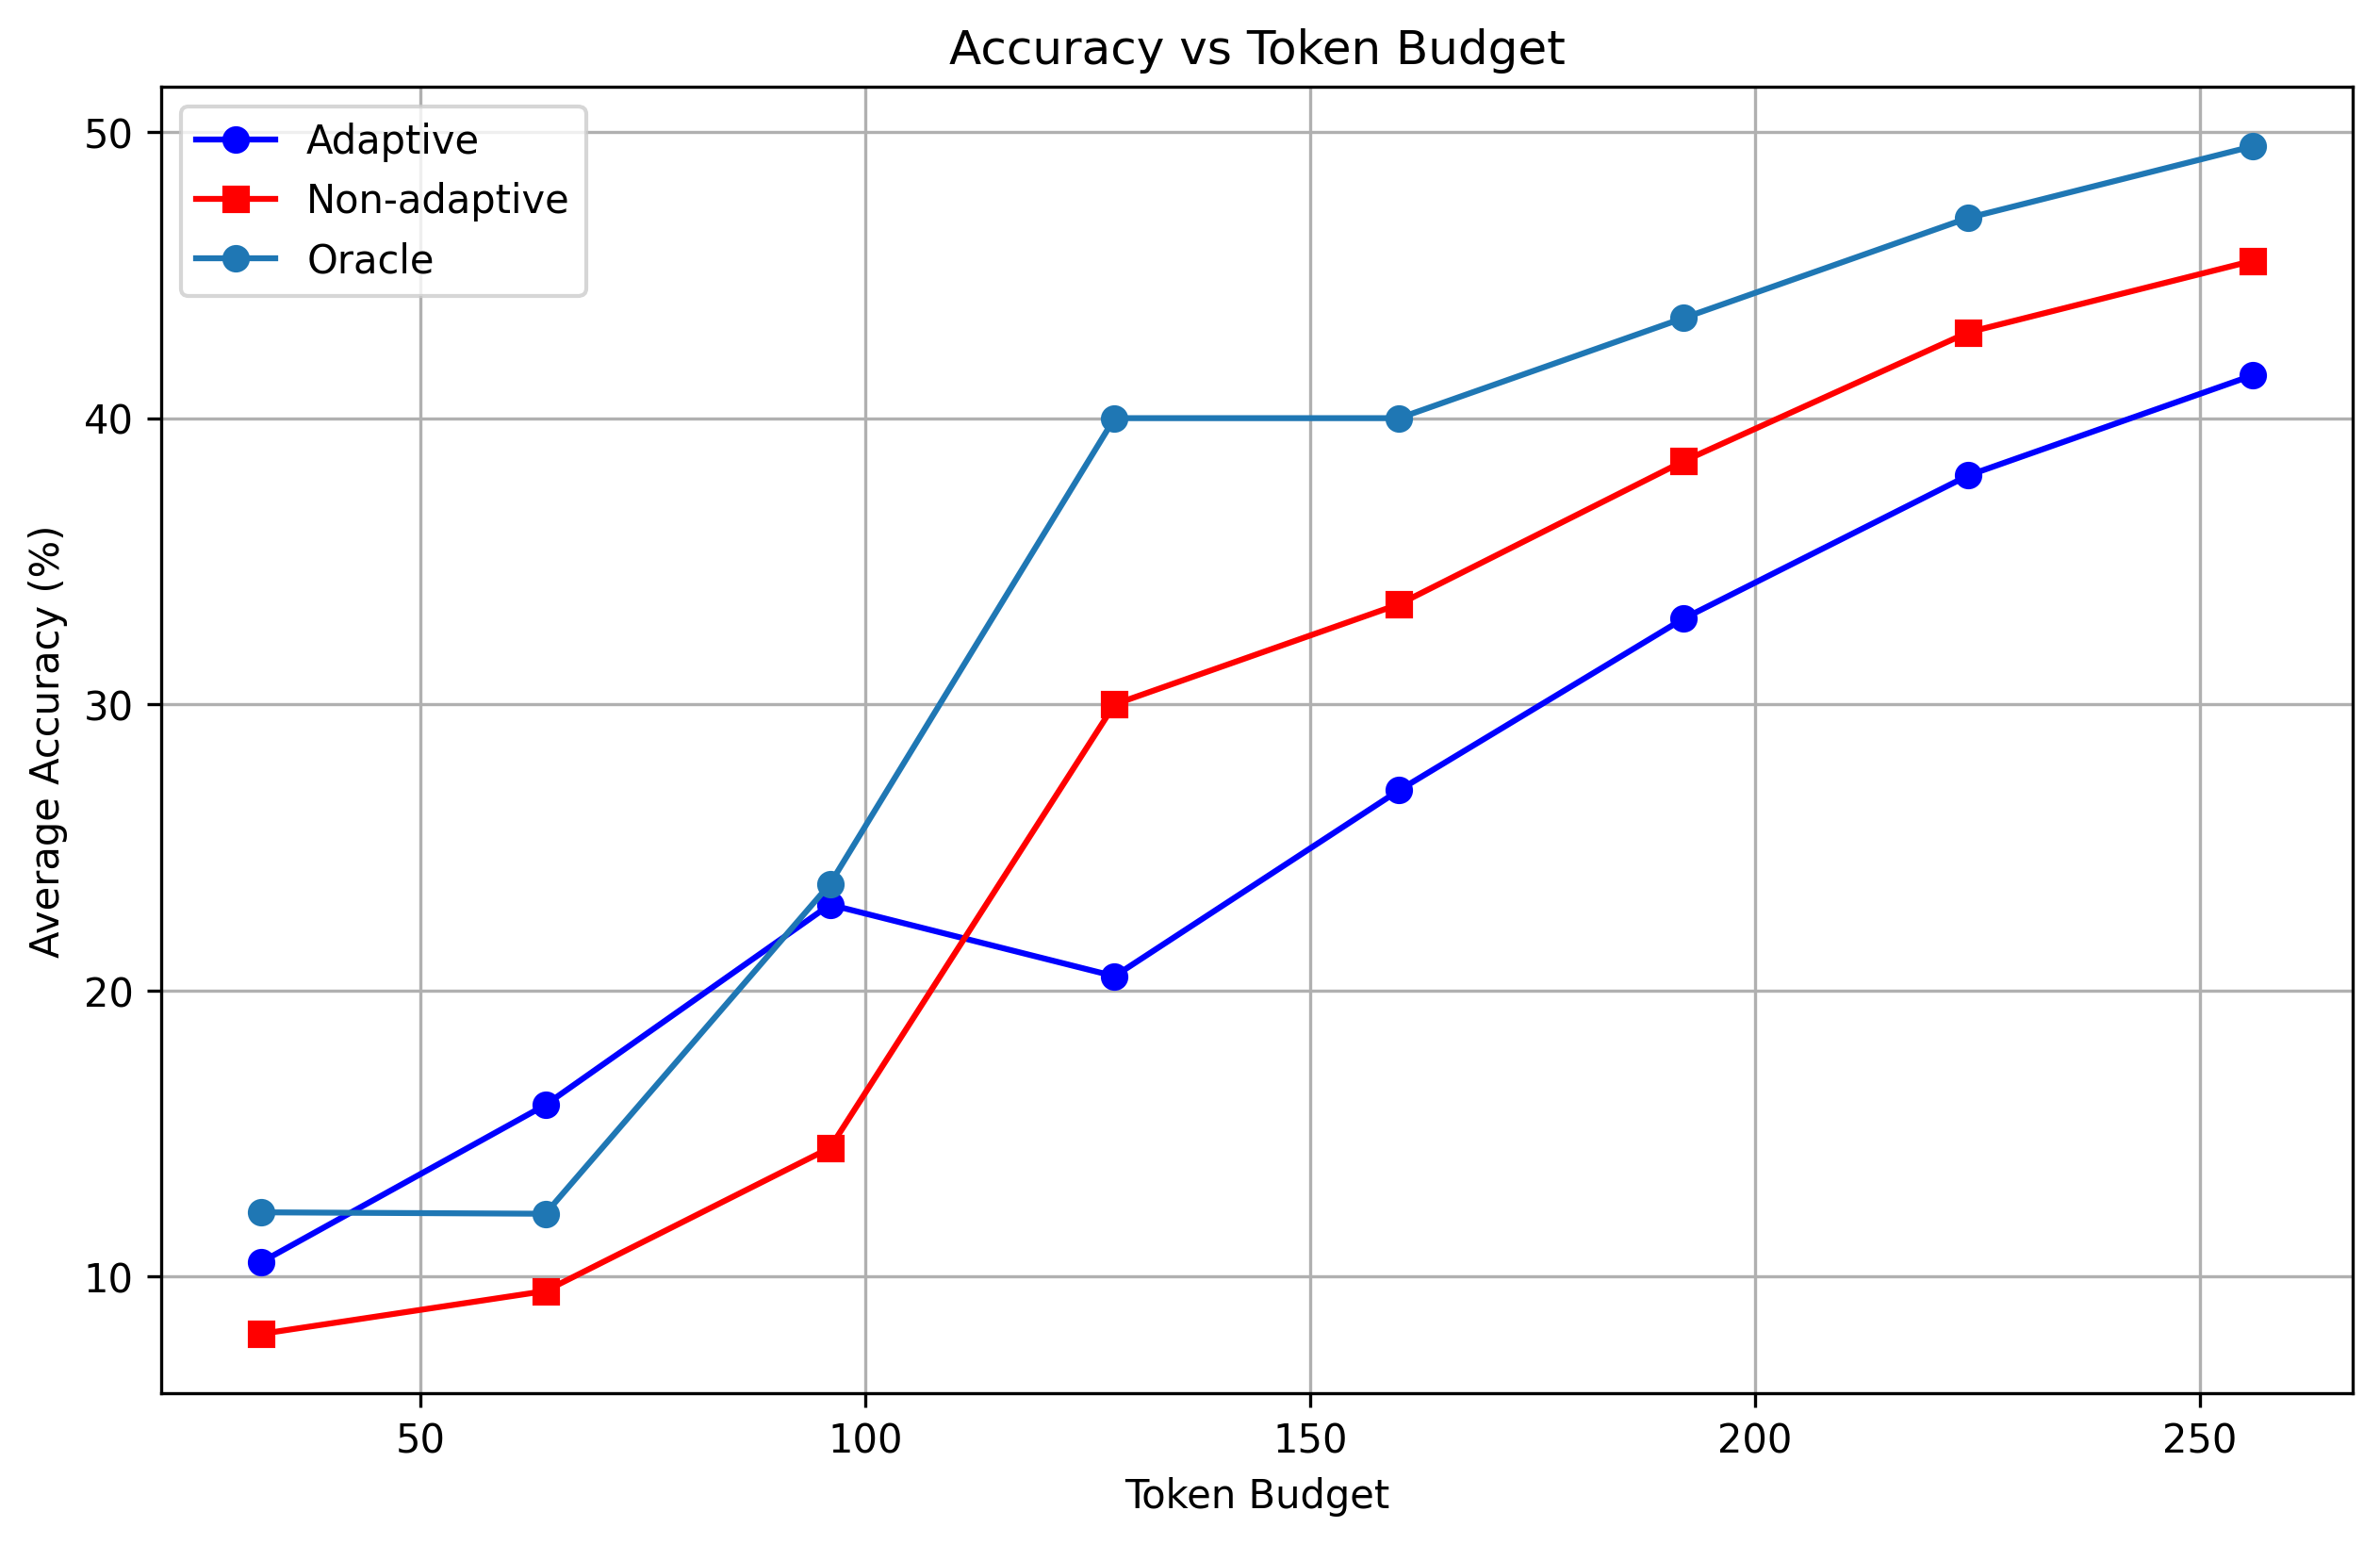 Accuracy vs Token Budget
Adaptive
Non-adaptive
Oracle
50
40
30
20
10
Average Accuracy (%)
50 100 150 200 250
Token Budget